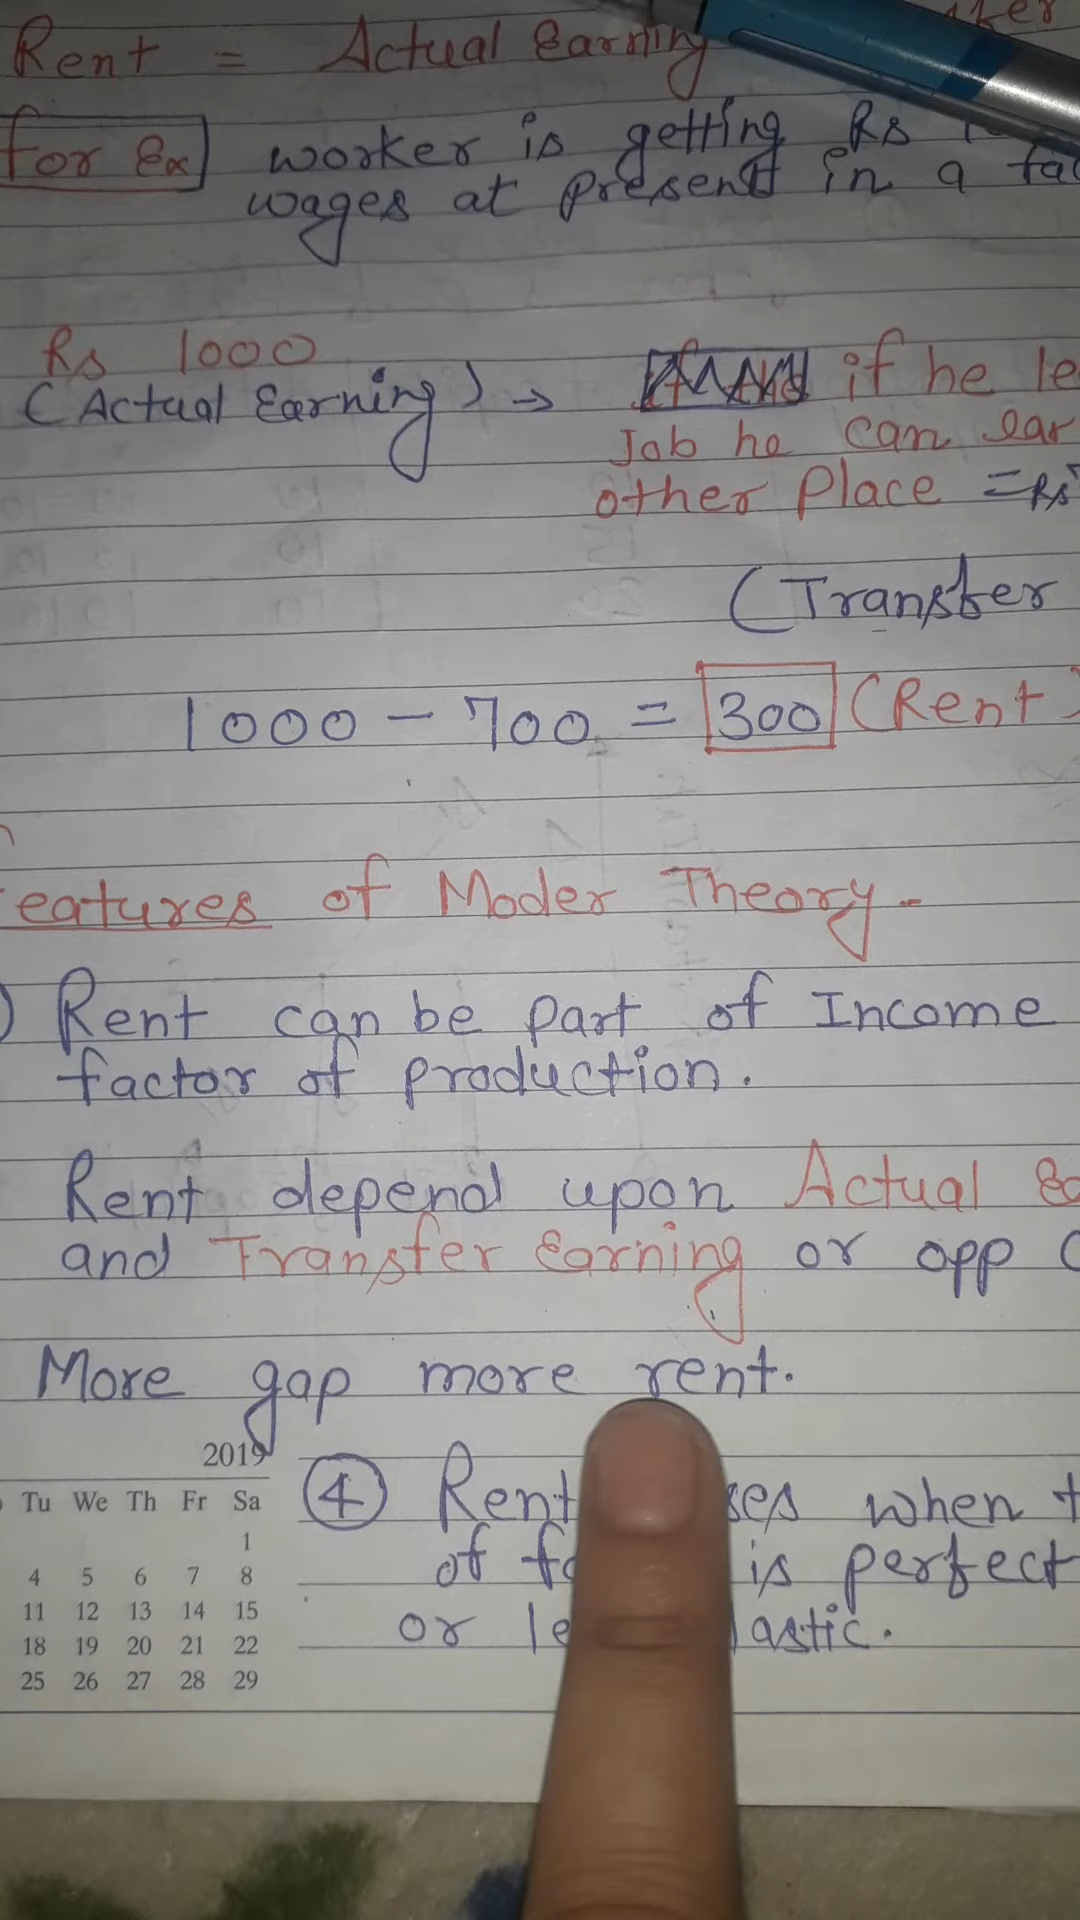 Rent = Actual Earning
for Ex worker is getting Rs
wages at present in a
Rs 1000
(Actual Earning) → if he
Job he can
other Place = Rs
(Transfer
1000 - 700 = 300 (Rent)
eatures of Moder Theory-
Rent can be part of Income
factor of production.
Rent depend upon Actual
and Transfer Earning or opp
More gap more rent.
2019
Tu We Th Fr Sa
1
4 5 6 7 8
11 12 13 14 15
18 19 20 21 22
25 26 27 28 29
④ Rent when
of is perfect
or